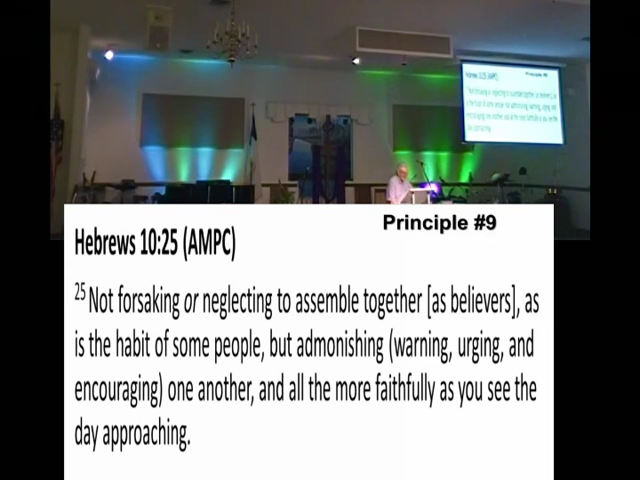 Hebrews 10:25 (AMPC)
Principle #9
25 Not forsaking or neglecting to assemble together [as believers], as
is the habit of some people, but admonishing (warning, urging, and
encouraging) one another, and all the more faithfully as you see the
day approaching.